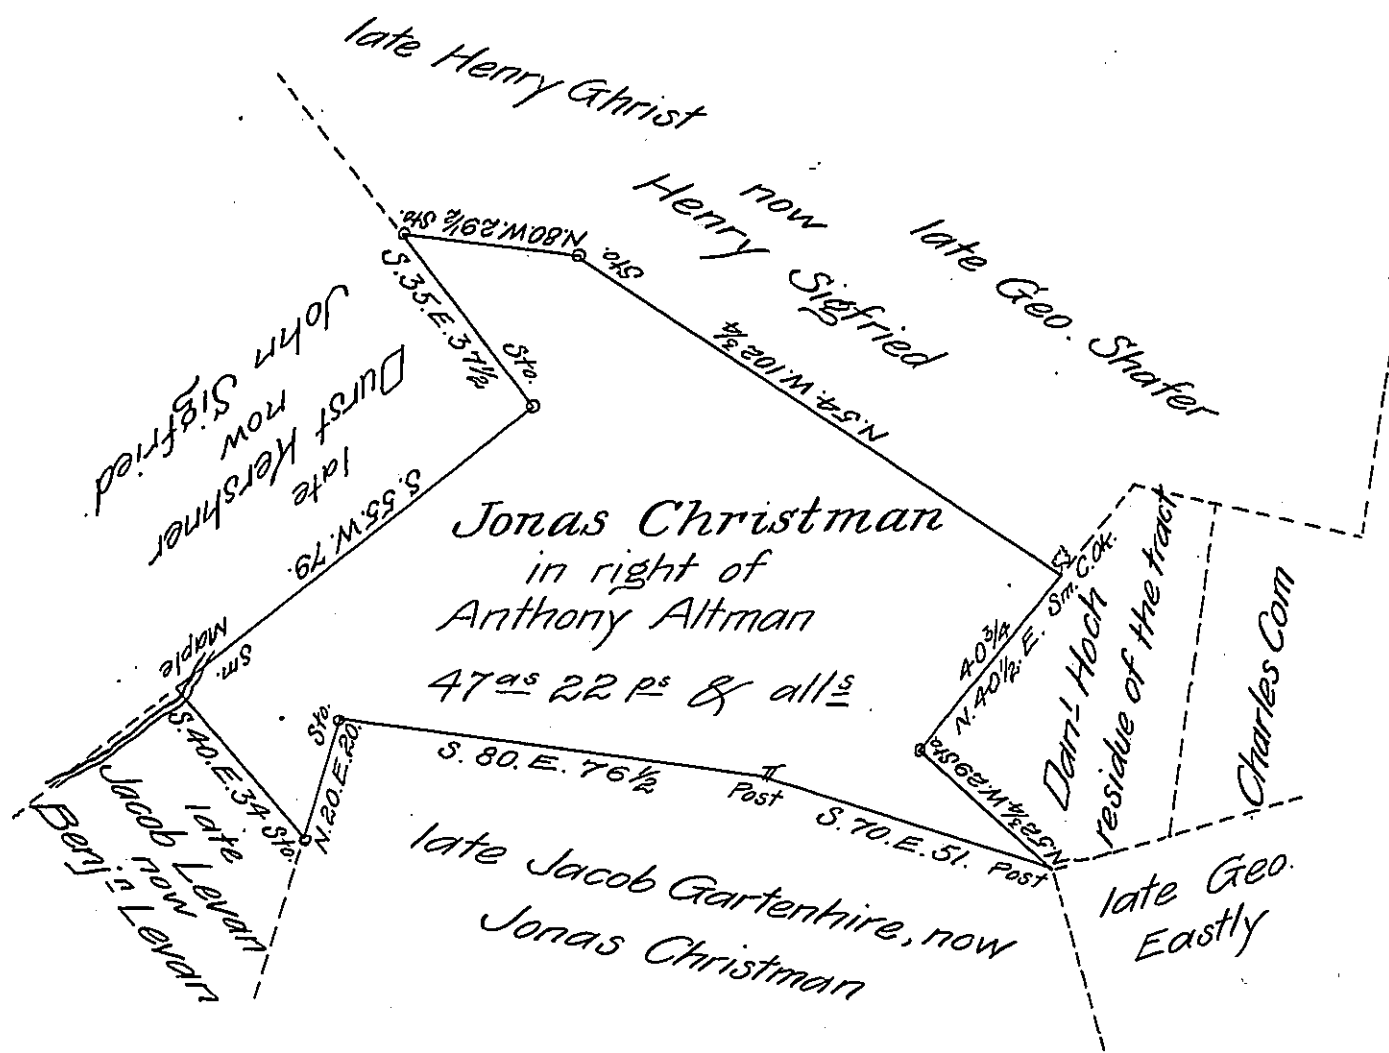 late Henry Ghrist
now
Henry Sigfried
late Geo. Shafer
N.80W.29½ Sto.
Sto.
S.35.E.37½
Sto.
N.54.W.102¾
late
Durst Kershner
now
John Sigfried
S.55.W.79.
Jonas Christman
in right of
Anthony Altman
47as 22 ps & alls
Sm. C.Ok.
40¾
N.40½.E.
Sto.
N.52¾W.29
Dan'l Hoch
residue of the tract
Charles Com
Sm.
Maple
S.40.E.34 Sto.
Sto.
N.20.E.20.
S. 80. E. 76½
Post
S. 70. E. 51. Post
late
Jacob Levan
now
Benj'n Levan
late Jacob Gartenhire, now
Jonas Christman
late Geo.
Eastly